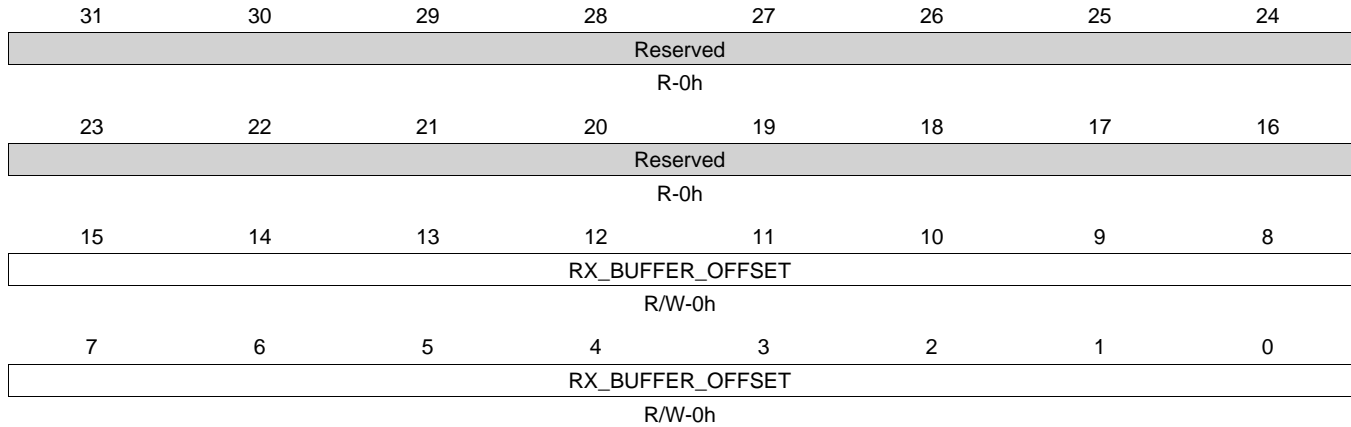 31 30 29 28 27 26 25 24
Reserved
R-0h
23 22 21 20 19 18 17 16
Reserved
R-0h
15 14 13 12 11 10 9 8
RX_BUFFER_OFFSET
R/W-0h
7 6 5 4 3 2 1 0
RX_BUFFER_OFFSET
R/W-0h